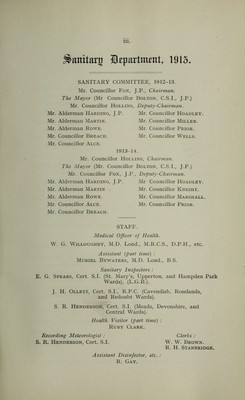 iii.
Sanitary Department, 1913.
SANITARY COMMITTEE, 1912-13.
Mr. Councillor FOX, J.P., Chairman.
The Mayor (Mr Councillor BOLTON, C.S.I., J.P.)
Mr. Councillor HOLLINS, Deputy-Chairman.
Mr. Alderman HARDING, J.P. Mr. Councillor HOADLEY.
Mr. Alderman MARTIN. Mr. Councillor MILLER.
Mr. Alderman ROWE. Mr. Councillor PRIOR.
Mr. Councillor BREACH. Mr. Councillor WELLS.
Mr. Councillor ALCE.
1913-14.
Mr. Councillor HOLLINS, Chairman.
The Mayor (Mr. Councillor BOLTON, C.S.I., J.P.)
Mr. Councillor FOX, J.P., Deputy-Chairman.
Mr. Alderman HARDING, J.P. Mr. Councillor HOADLEY.
Mr. Alderman MARTIN. Mr. Councillor KNIGHT.
Mr. Alderman ROWE. Mr. Councillor MARSHALL.
Mr. Councillor ALCE. Mr. Councillor PRIOR.
Mr. Councillor BREACH.
STAFF.
Medical Officer of Health.
W. G. WILLOUGHBY, M.D. Lond., M.R.C.S., D.P.H., etc.
Assistant (part time) :
MURIEL BYWATERS, M.D. Lond., B.S.
Sanitary Inspectors :
E. G. SPEARS, Cert. S.I. (St. Mary's, Upperton, and Hampden Park
Wards). (L.G.B.).
J. H. OLLETT, Cert. S.I., R.P.C. (Cavendish, Roselands,
and Redoubt Wards).
S. R. HENDERSON, Cert. S.I. (Meads, Devonshire, and
Central Wards).
Health Visitor (part time) :
RUBY CLARK.
Recording Meteorologist : Clerks :
S. R. HENDERSON, Cert. S.I. W. W. BROWN.
R. H. STANBRIDGE.
Assistant Disinfector, etc. :
B. GAY.